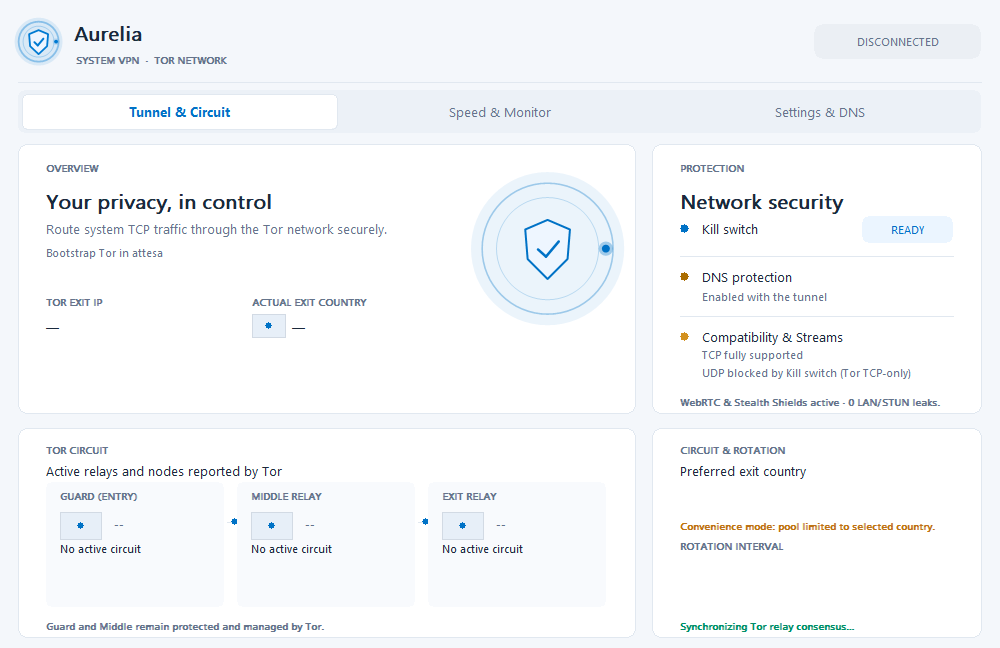 Aurelia
SYSTEM VPN - TOR NETWORK
DISCONNECTED
Tunnel & Circuit
Speed & Monitor
Settings & DNS
OVERVIEW
Your privacy, in control
Route system TCP traffic through the Tor network securely.
Bootstrap Tor in attesa
TOR EXIT IP
—
ACTUAL EXIT COUNTRY
—
PROTECTION
Network security
Kill switch
READY
DNS protection
Enabled with the tunnel
Compatibility & Streams
TCP fully supported
UDP blocked by Kill switch (Tor TCP-only)
WebRTC & Stealth Shields active - 0 LAN/STUN leaks.
TOR CIRCUIT
Active relays and nodes reported by Tor
GUARD (ENTRY)
--
No active circuit
MIDDLE RELAY
--
No active circuit
EXIT RELAY
--
No active circuit
Guard and Middle remain protected and managed by Tor.
CIRCUIT & ROTATION
Preferred exit country
Convenience mode: pool limited to selected country.
ROTATION INTERVAL
Synchronizing Tor relay consensus...